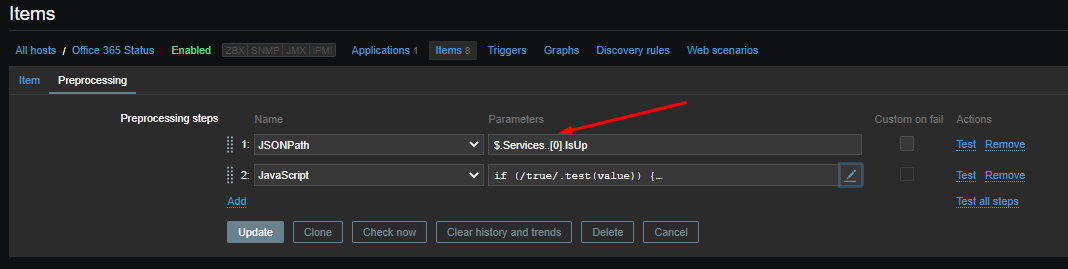 Items
All hosts / Office 365 Status Enabled ZBX SNMP JMX IPMI Applications 1 Items 8 Triggers Graphs Discovery rules Web scenarios
Item Preprocessing
Preprocessing steps Name Parameters Custom on fail Actions
1: JSONPath $.Services..[0].IsUp Test Remove
2: JavaScript if (/true/.test(value)) {… Test Remove
Add Test all steps
Update Clone Check now Clear history and trends Delete Cancel